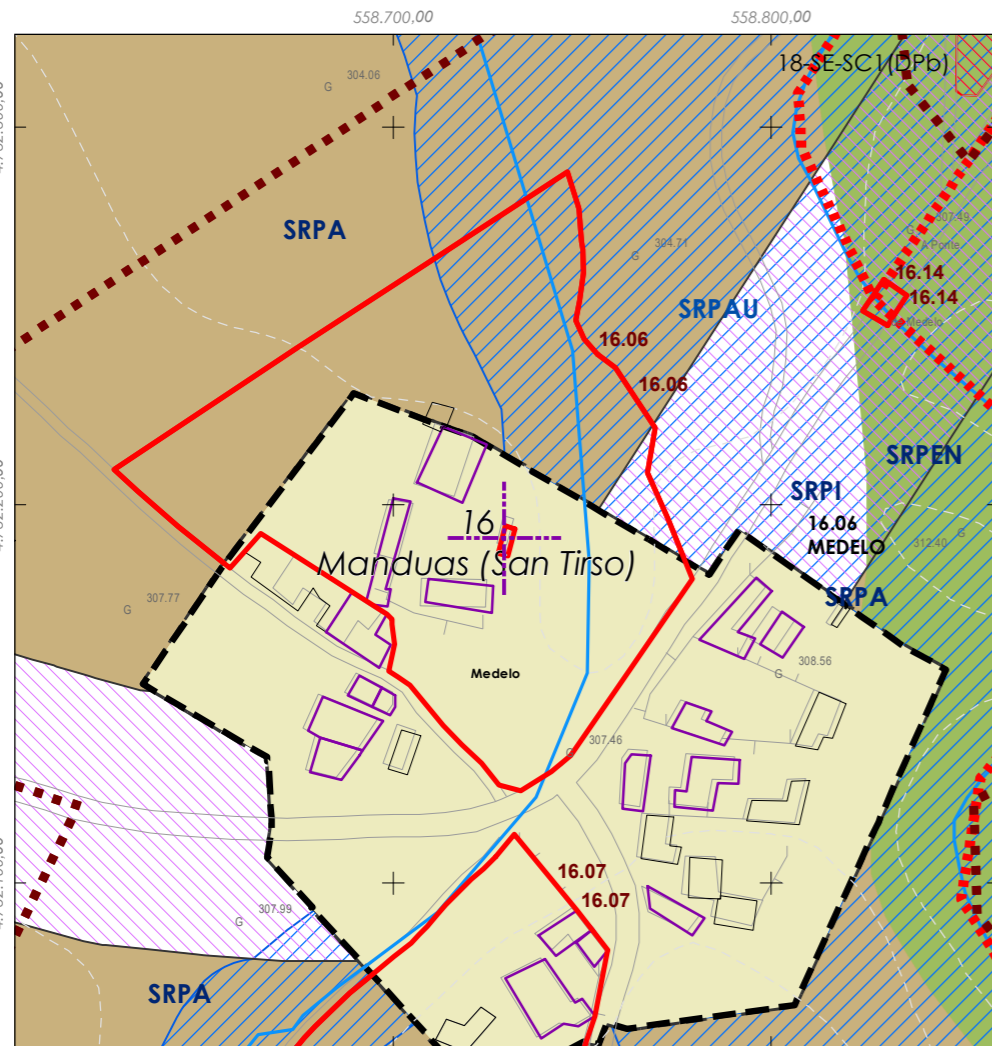 558.700,00
558.800,00
18-SE-SC1(DPb)
G 304.06
SRPA
304.71
G
307.49
G
A Ponte
16.14
16.14
Medelo
SRPAU
16.06
16.06
SRPEN
SRPI
16.06
MEDELO
312.40 G
SRPA
16
Manduas (San Tirso)
G 307.77
Medelo
308.56
G
307.46
G
16.07
16.07
307.99
G
SRPA